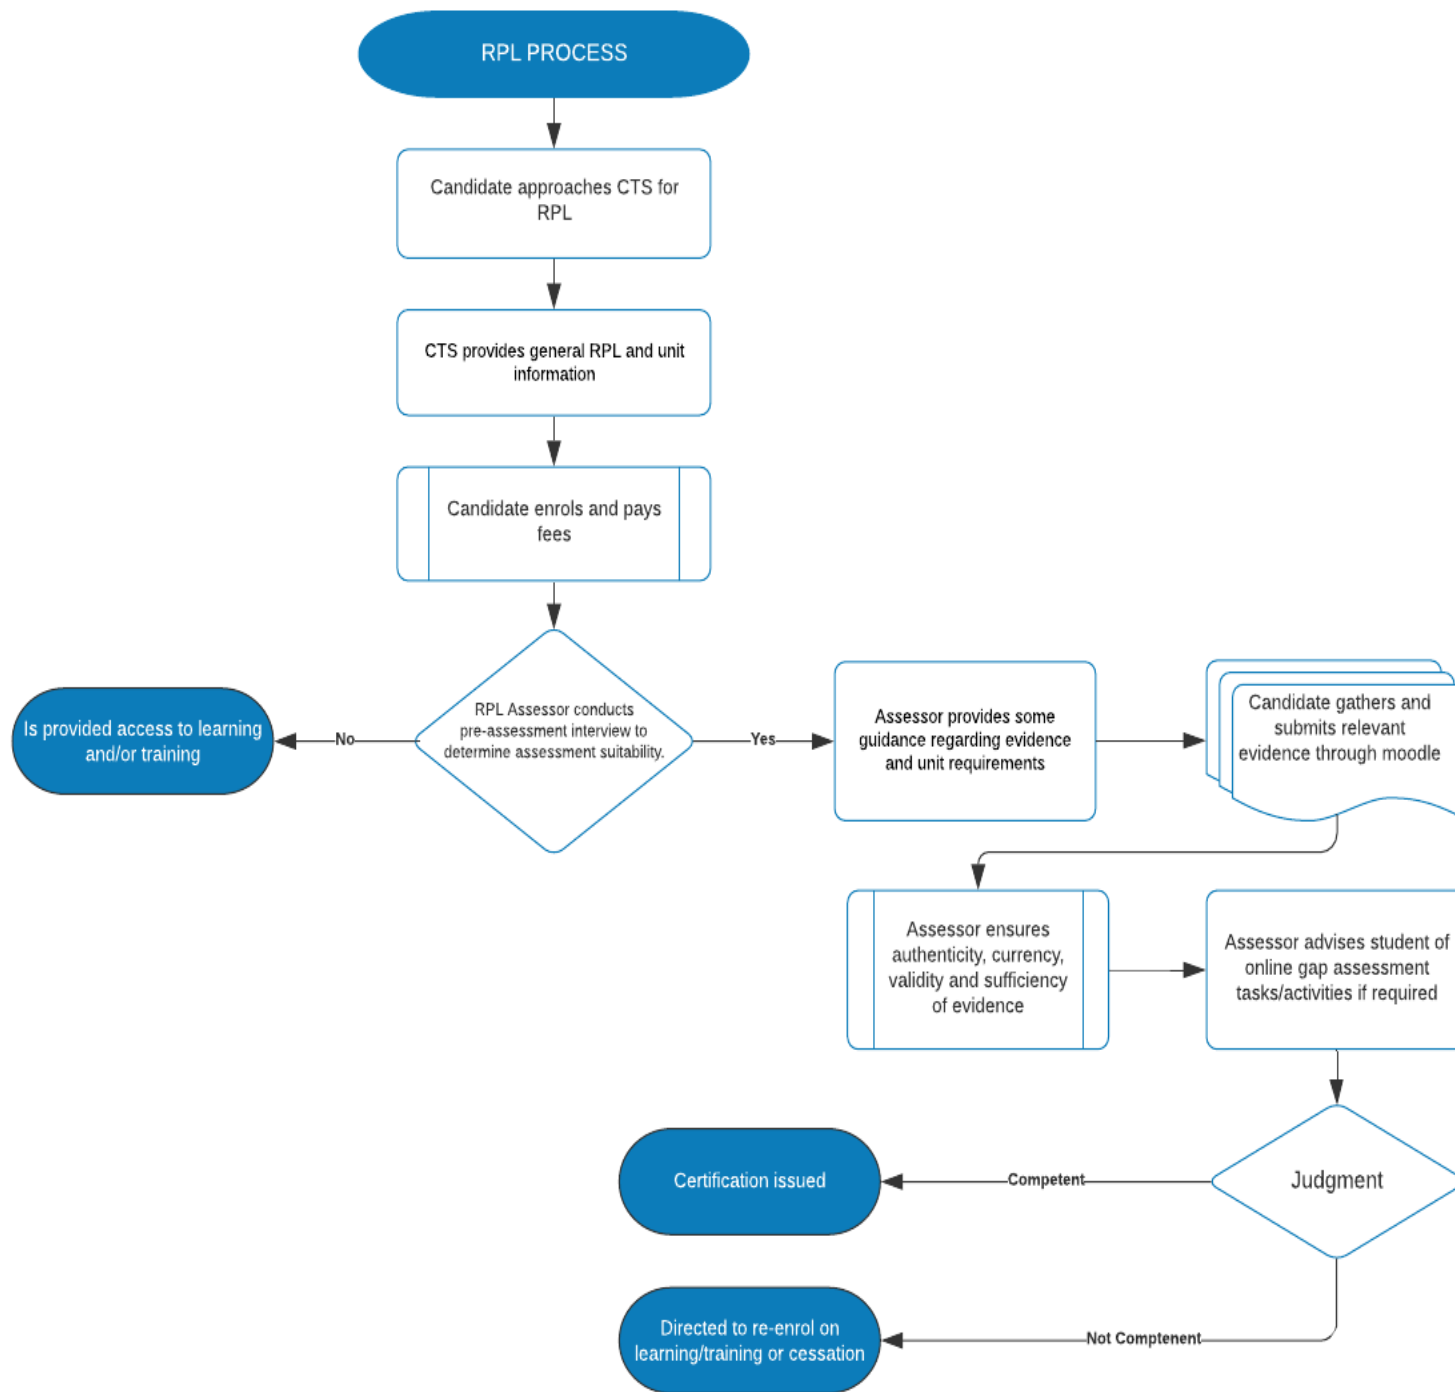 RPL PROCESS
Candidate approaches CTS for
RPL
CTS provides general RPL and unit
information
Candidate enrols and pays
fees
RPL Assessor conducts
pre-assessment interview to
determine assessment suitability.
No
Is provided access to learning
and/or training
Yes
Assessor provides some
guidance regarding evidence
and unit requirements
Candidate gathers and
submits relevant
evidence through moodle
Assessor ensures
authenticity, currency,
validity and sufficiency
of evidence
Assessor advises student of
online gap assessment
tasks/activities if required
Judgment
Competent
Certification issued
Not Comptenent
Directed to re-enrol on
learning/training or cessation